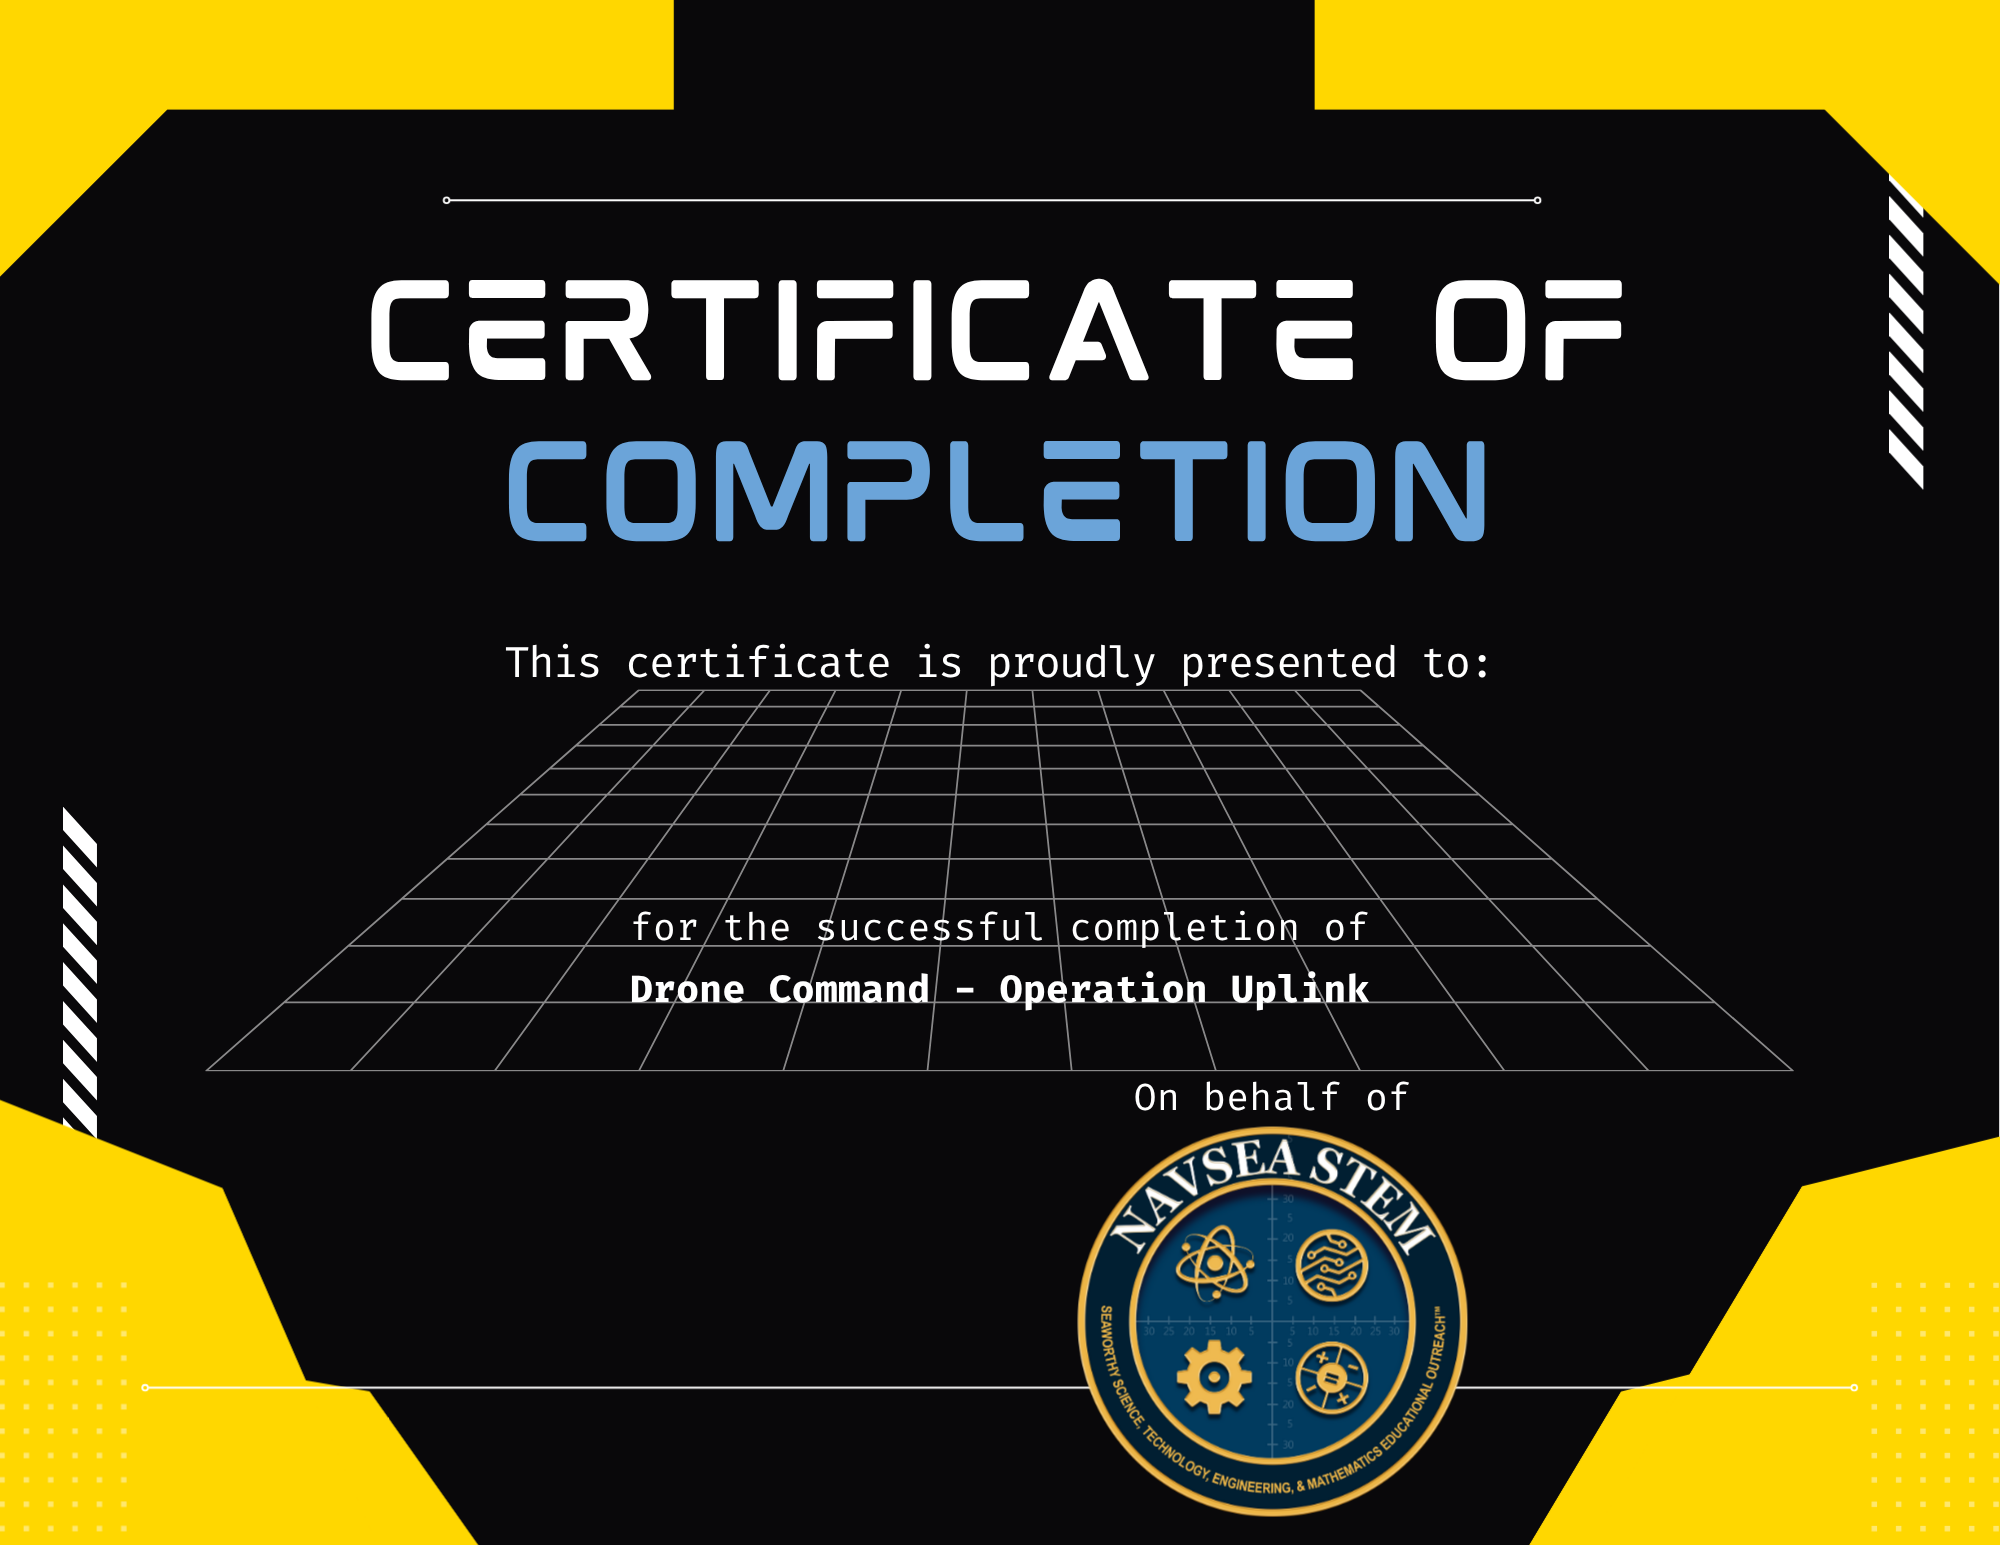 CERTIFICATE OF
COMPLETION
This certificate is proudly presented to:
for the successful completion of
Drone Command - Operation Uplink
On behalf of
NAVSEA STEM
SEAWORTHY SCIENCE, TECHNOLOGY, ENGINEERING, & MATHEMATICS EDUCATIONAL OUTREACH™